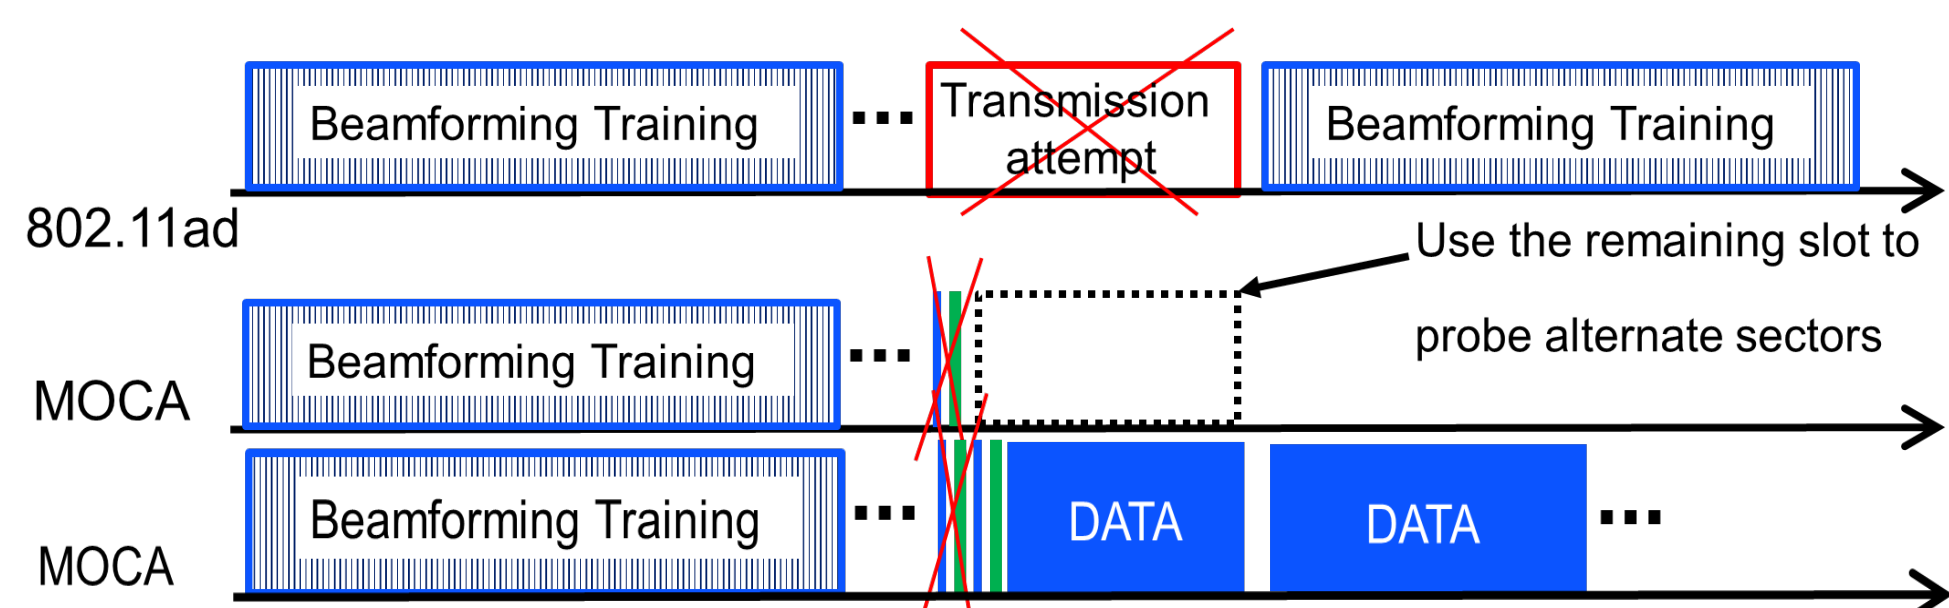 Beamforming Training ... Transmission attempt Beamforming Training
802.11ad
Use the remaining slot to
probe alternate sectors
Beamforming Training ...
MOCA
Beamforming Training ... DATA DATA ...
MOCA